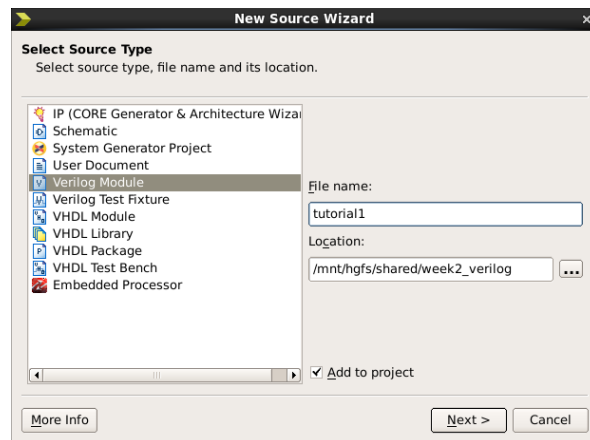 New Source Wizard
Select Source Type
Select source type, file name and its location.
IP (CORE Generator & Architecture Wizar
Schematic
System Generator Project
User Document
Verilog Module
Verilog Test Fixture
VHDL Module
VHDL Library
VHDL Package
VHDL Test Bench
Embedded Processor
File name:
tutorial1
Location:
/mnt/hgfs/shared/week2_verilog
...
Add to project
More Info
Next >
Cancel